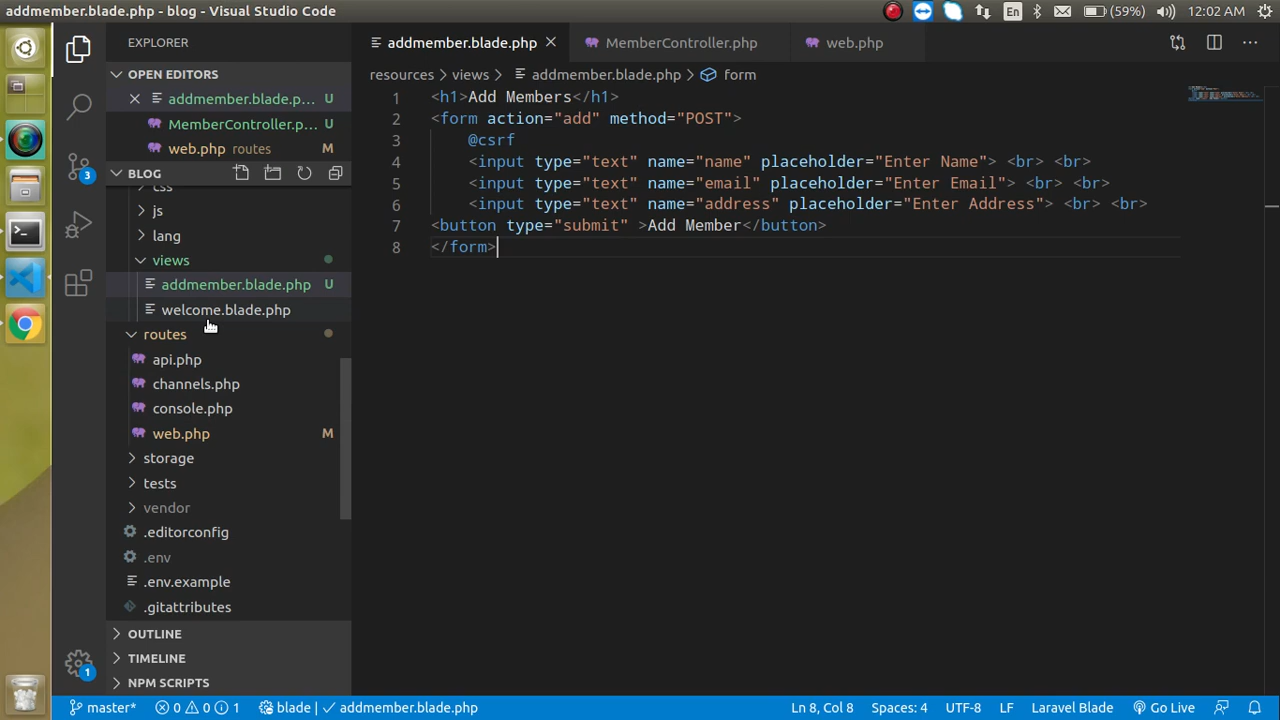 addmember.blade.php - blog - Visual Studio Code
En (59%) 12:02 AM
EXPLORER
OPEN EDITORS
addmember.blade.p... U
MemberController.p... U
web.php routes M
BLOG
css
js
lang
views
addmember.blade.php U
welcome.blade.php
routes
api.php
channels.php
console.php
web.php M
storage
tests
vendor
.editorconfig
.env
.env.example
.gitattributes
OUTLINE
TIMELINE
NPM SCRIPTS
3
1
addmember.blade.php MemberController.php web.php
resources > views > addmember.blade.php > form
1 <h1>Add Members</h1>
2 <form action="add" method="POST">
3 @csrf
4 <input type="text" name="name" placeholder="Enter Name"> <br> <br>
5 <input type="text" name="email" placeholder="Enter Email"> <br> <br>
6 <input type="text" name="address" placeholder="Enter Address"> <br> <br>
7 <button type="submit" >Add Member</button>
8 </form>
master* 0 0 1 blade | ✓ addmember.blade.php Ln 8, Col 8 Spaces: 4 UTF-8 LF Laravel Blade Go Live